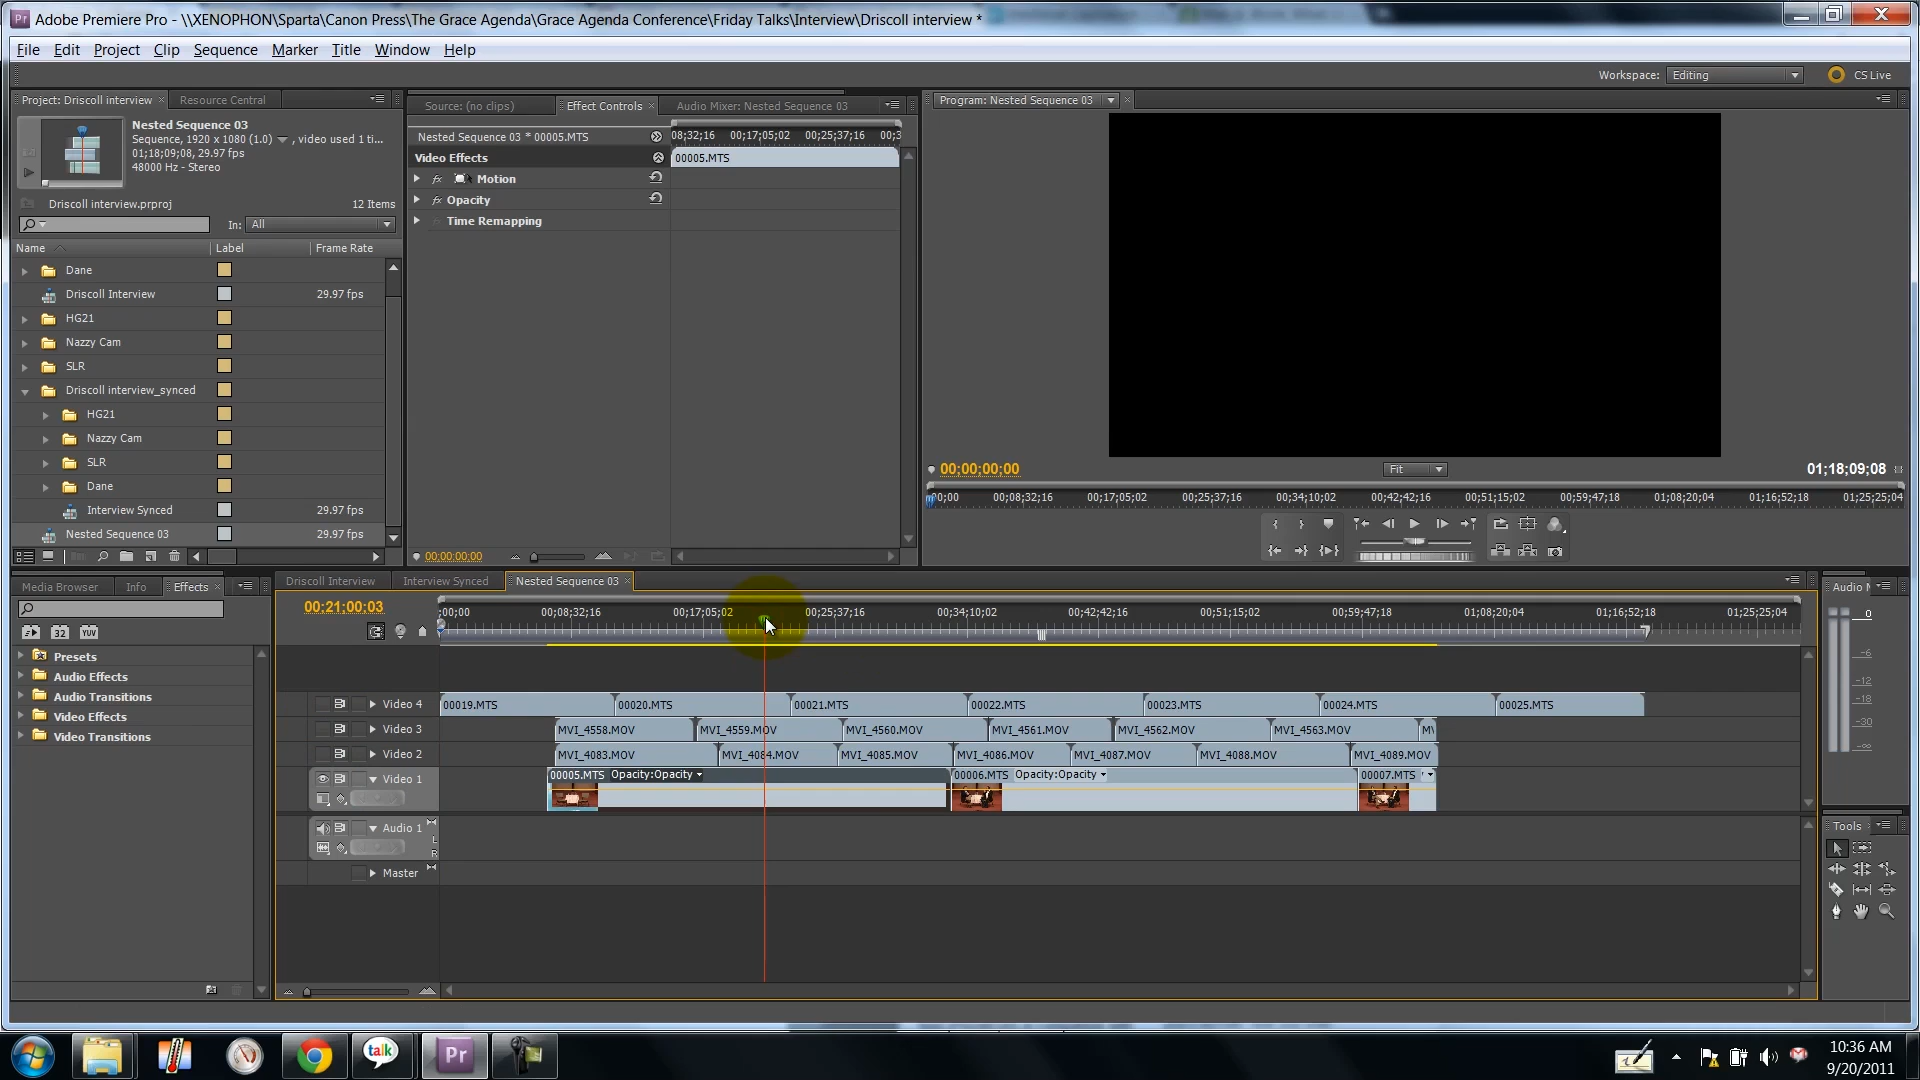 Adobe Premiere Pro - \\XENOPHON\Sparta\Canon Press\The Grace Agenda\Grace Agenda Conference\Friday Talks\Interview\Driscoll interview *
File Edit Project Clip Sequence Marker Title Window Help
Workspace: Editing CS Live
Project: Driscoll interview Resource Central
Nested Sequence 03
Sequence, 1920 x 1080 (1.0) , video used 1 ti...
01;18;09;08, 29.97 fps
48000 Hz - Stereo
Driscoll interview.prproj 12 Items
In: All
Name Label Frame Rate
Dane
Driscoll Interview 29.97 fps
HG21
Nazzy Cam
SLR
Driscoll interview_synced
HG21
Nazzy Cam
SLR
Dane
Interview Synced 29.97 fps
Nested Sequence 03 29.97 fps
Source: (no clips) Effect Controls Audio Mixer: Nested Sequence 03
Nested Sequence 03 * 00005.MTS
08;32;16 00;17;05;02 00;25;37;16 00;3
Video Effects 00005.MTS
fx Motion
fx Opacity
Time Remapping
00;00;00;00
Program: Nested Sequence 03
00;00;00;00 Fit 01;18;09;08
00;00 00;08;32;16 00;17;05;02 00;25;37;16 00;34;10;02 00;42;42;16 00;51;15;02 00;59;47;18 01;08;20;04 01;16;52;18 01;25;25;04
Media Browser Info Effects
32 YUV
Presets
Audio Effects
Audio Transitions
Video Effects
Video Transitions
Driscoll Interview Interview Synced Nested Sequence 03
00;21;00;03
;00;00 00;08;32;16 00;17;05;02 00;25;37;16 00;34;10;02 00;42;42;16 00;51;15;02 00;59;47;18 01;08;20;04 01;16;52;18 01;25;25;04
Video 4 00019.MTS 00020.MTS 00021.MTS 00022.MTS 00023.MTS 00024.MTS 00025.MTS
Video 3 MVI_4558.MOV MVI_4559.MOV MVI_4560.MOV MVI_4561.MOV MVI_4562.MOV MVI_4563.MOV
Video 2 MVI_4083.MOV MVI_4084.MOV MVI_4085.MOV MVI_4086.MOV MVI_4087.MOV MVI_4088.MOV MVI_4089.MOV
Video 1 00005.MTS Opacity:Opacity 00006.MTS Opacity:Opacity 00007.MTS
Audio 1
L
R
Master
Audio M
0
-6
-12
-18
-30
-∞
Tools
talk
Pr
10:36 AM
9/20/2011